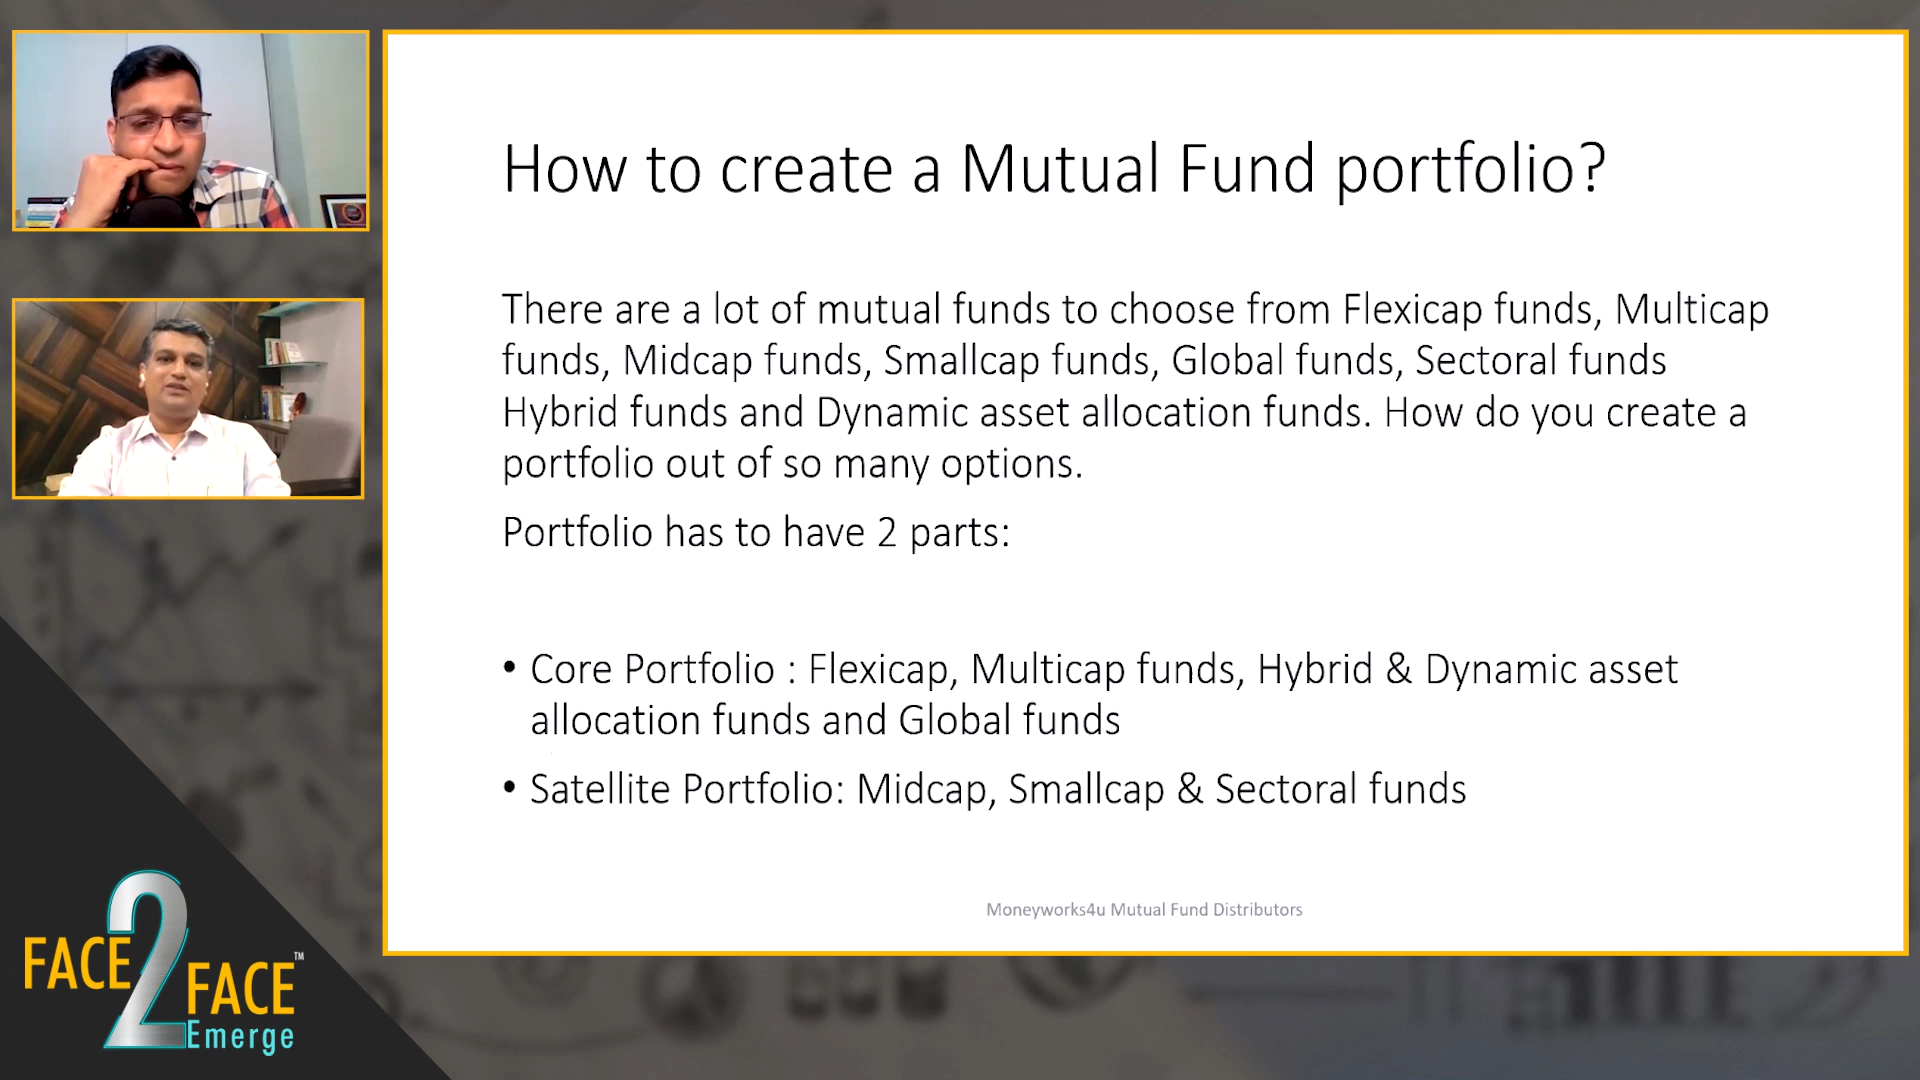 How to create a Mutual Fund portfolio?
There are a lot of mutual funds to choose from Flexicap funds, Multicap
funds, Midcap funds, Smallcap funds, Global funds, Sectoral funds
Hybrid funds and Dynamic asset allocation funds. How do you create a
portfolio out of so many options.
Portfolio has to have 2 parts:
• Core Portfolio : Flexicap, Multicap funds, Hybrid & Dynamic asset
allocation funds and Global funds
• Satellite Portfolio: Midcap, Smallcap & Sectoral funds
Moneyworks4u Mutual Fund Distributors
FACE 2 FACE™
Emerge